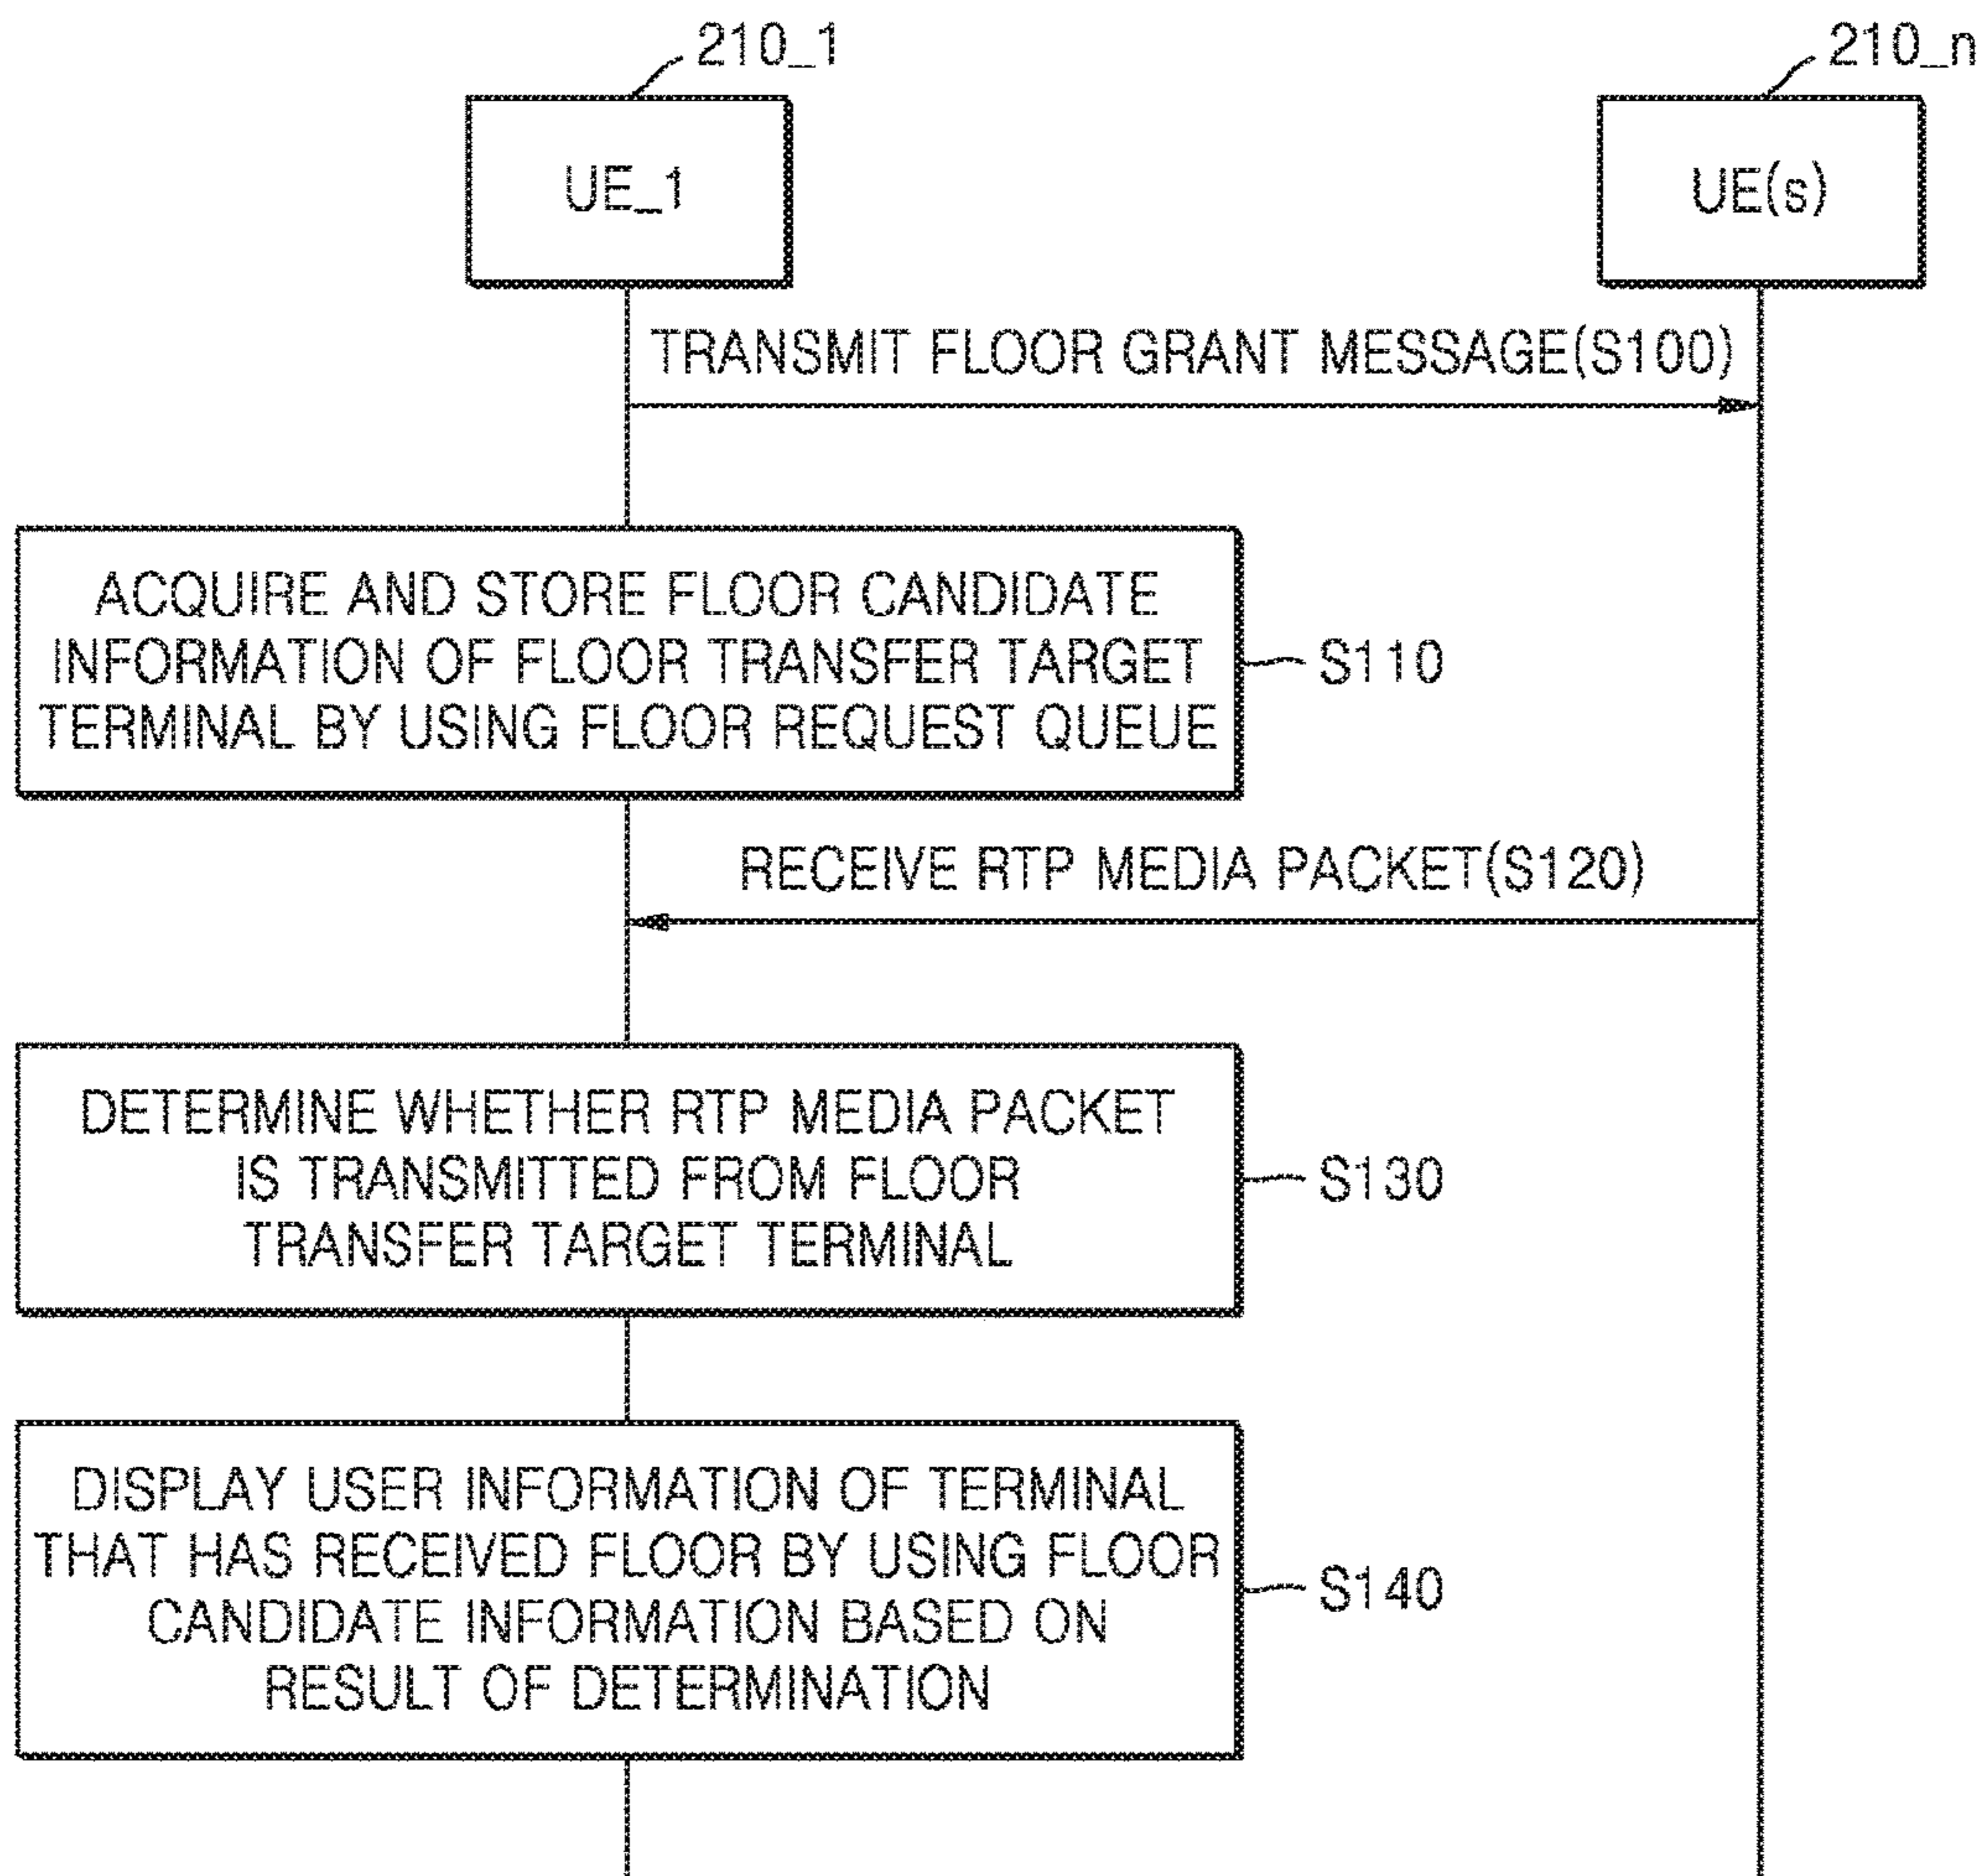 210_1
210_n
UE_1
UE(s)
TRANSMIT FLOOR GRANT MESSAGE(S100)
ACQUIRE AND STORE FLOOR CANDIDATE
INFORMATION OF FLOOR TRANSFER TARGET
TERMINAL BY USING FLOOR REQUEST QUEUE
S110
RECEIVE RTP MEDIA PACKET(S120)
DETERMINE WHETHER RTP MEDIA PACKET
IS TRANSMITTED FROM FLOOR
TRANSFER TARGET TERMINAL
S130
DISPLAY USER INFORMATION OF TERMINAL
THAT HAS RECEIVED FLOOR BY USING FLOOR
CANDIDATE INFORMATION BASED ON
RESULT OF DETERMINATION
S140